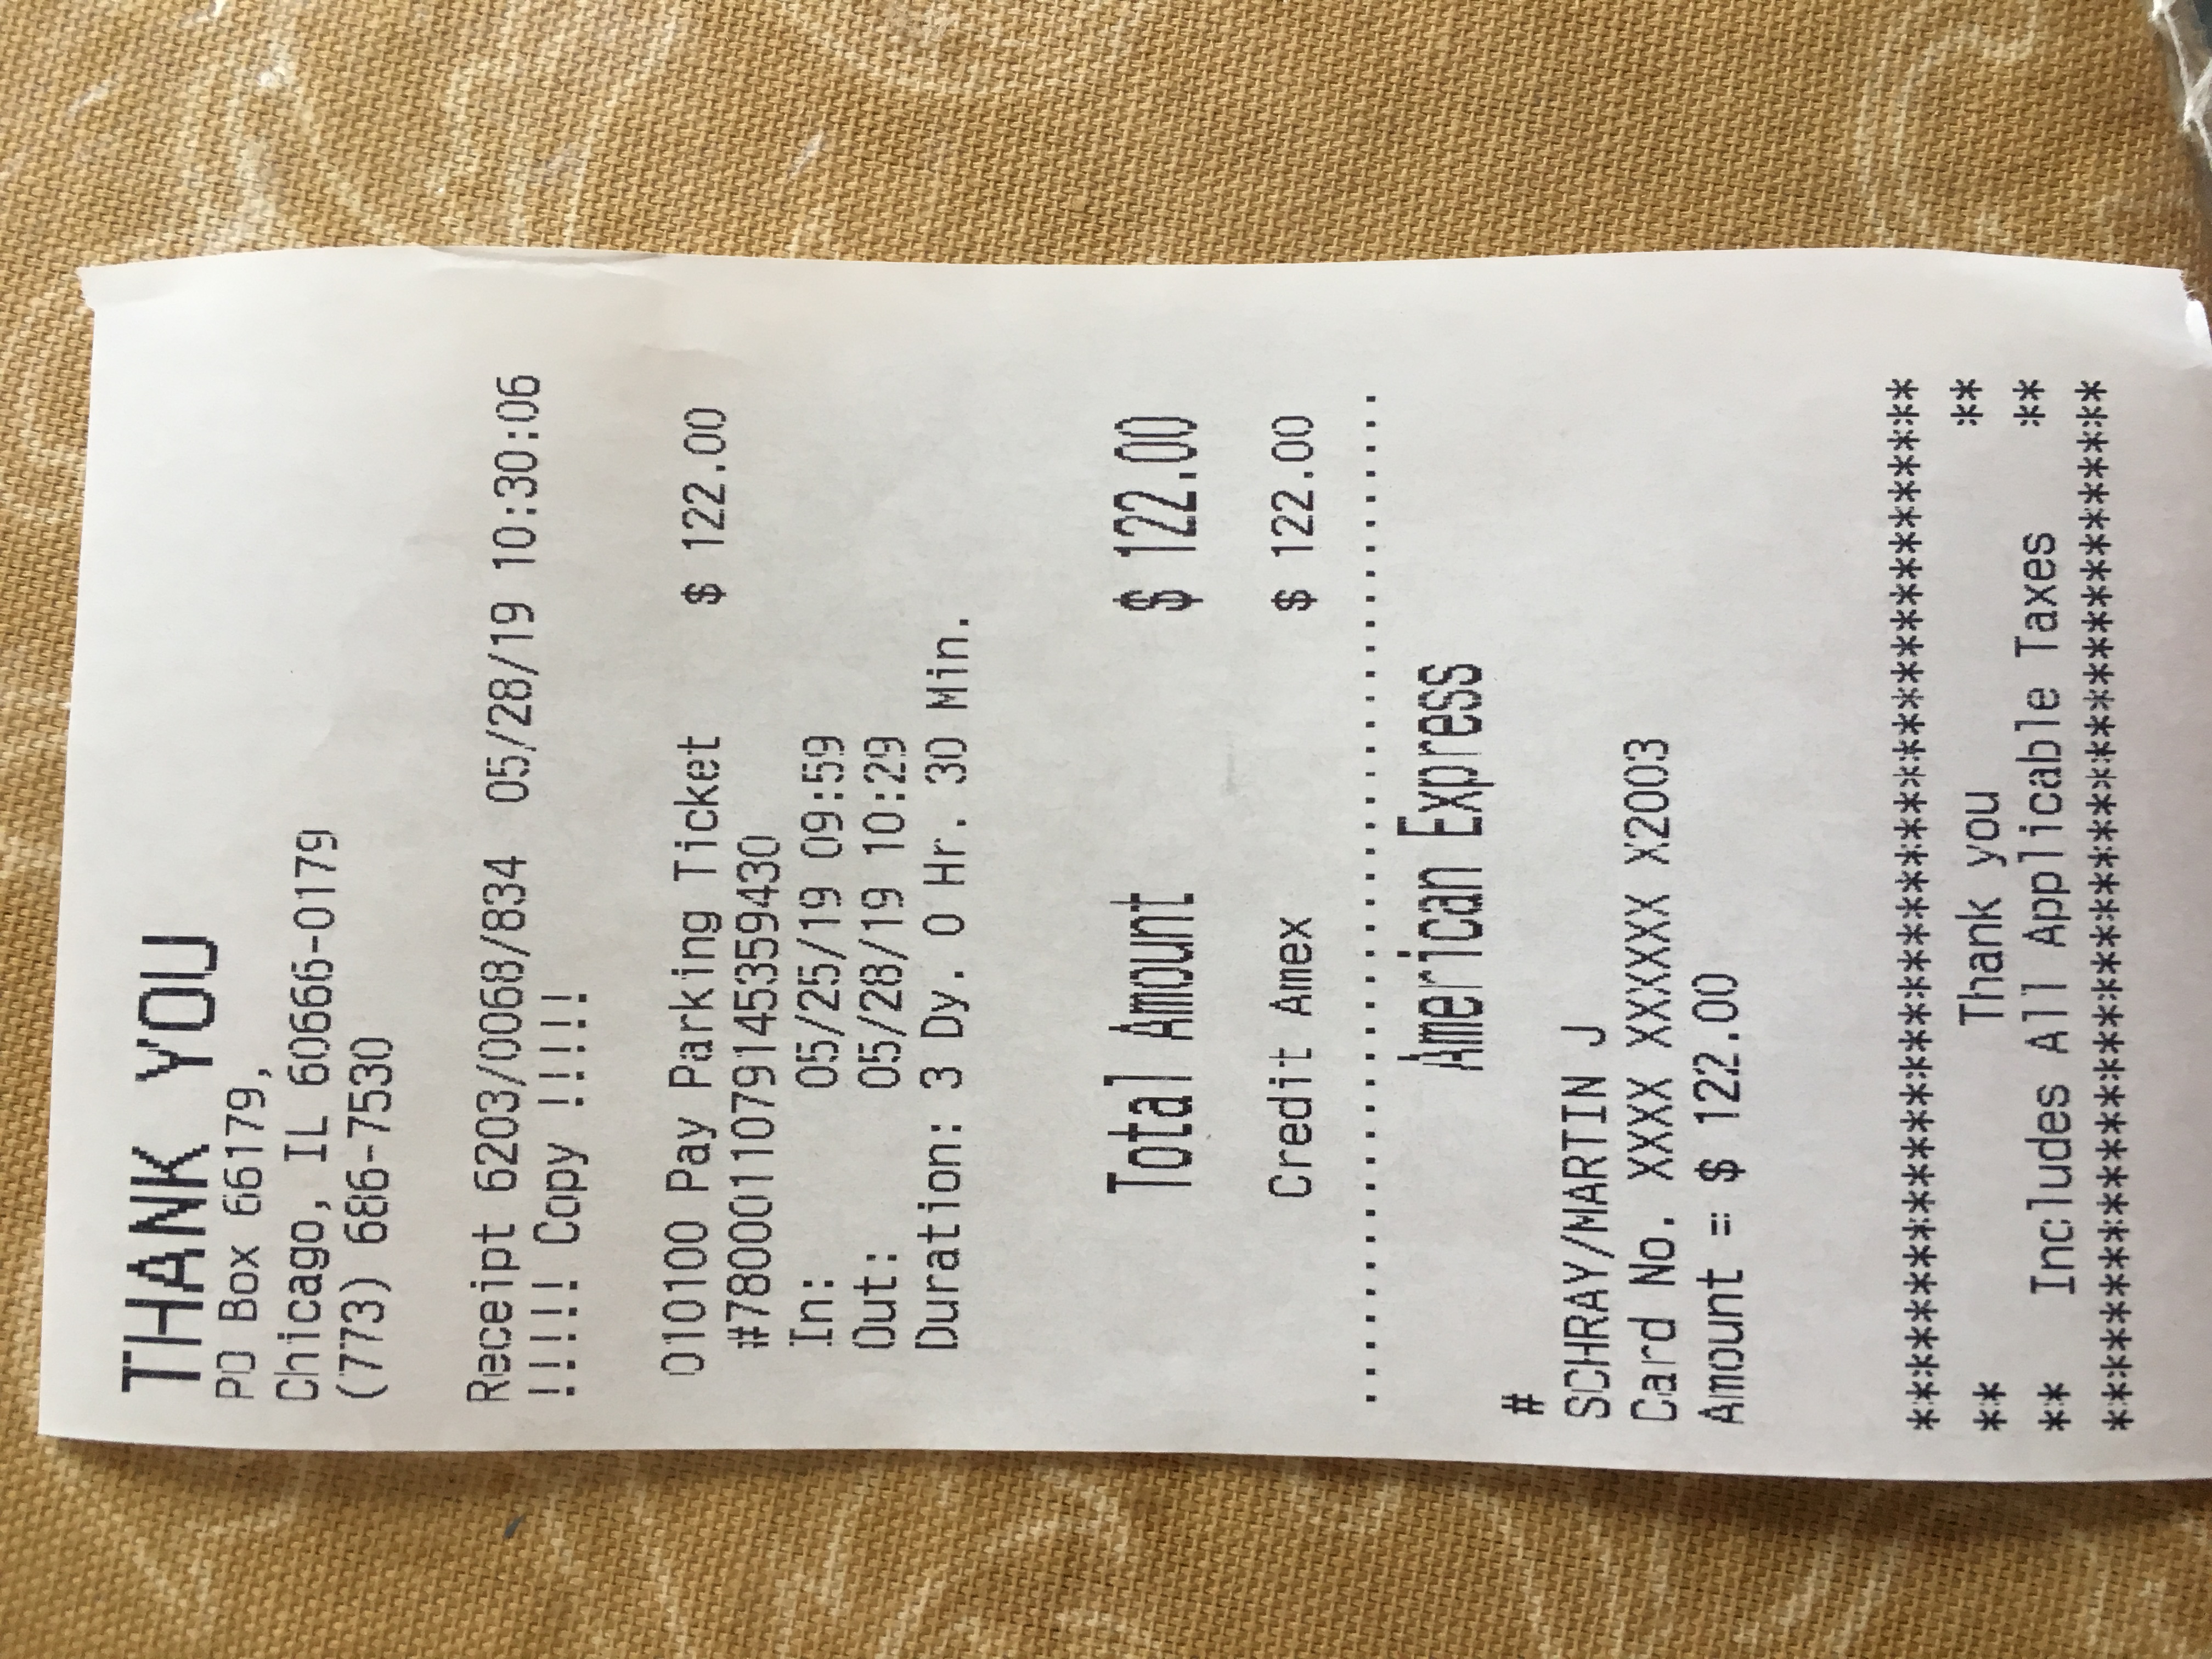 THANK YOU
PO Box 66179,
Chicago, IL 60666-0179
(773) 686-7530
Receipt 6203/0068/834 05/28/19 10:30:06
!!!!! Copy !!!!!
010100 Pay Parking Ticket $ 122.00
#7800011079145359430
In: 05/25/19 09:59
Out: 05/28/19 10:29
Duration: 3 Dy. 0 Hr. 30 Min.
Total Amount $ 122.00
Credit Amex $ 122.00
.......................................
American Express
#
SCHRAY/MARTIN J
Card No. XXXX XXXXXX X2003
Amount = $ 122.00
****************************************
** Thank you **
** Includes All Applicable Taxes **
****************************************